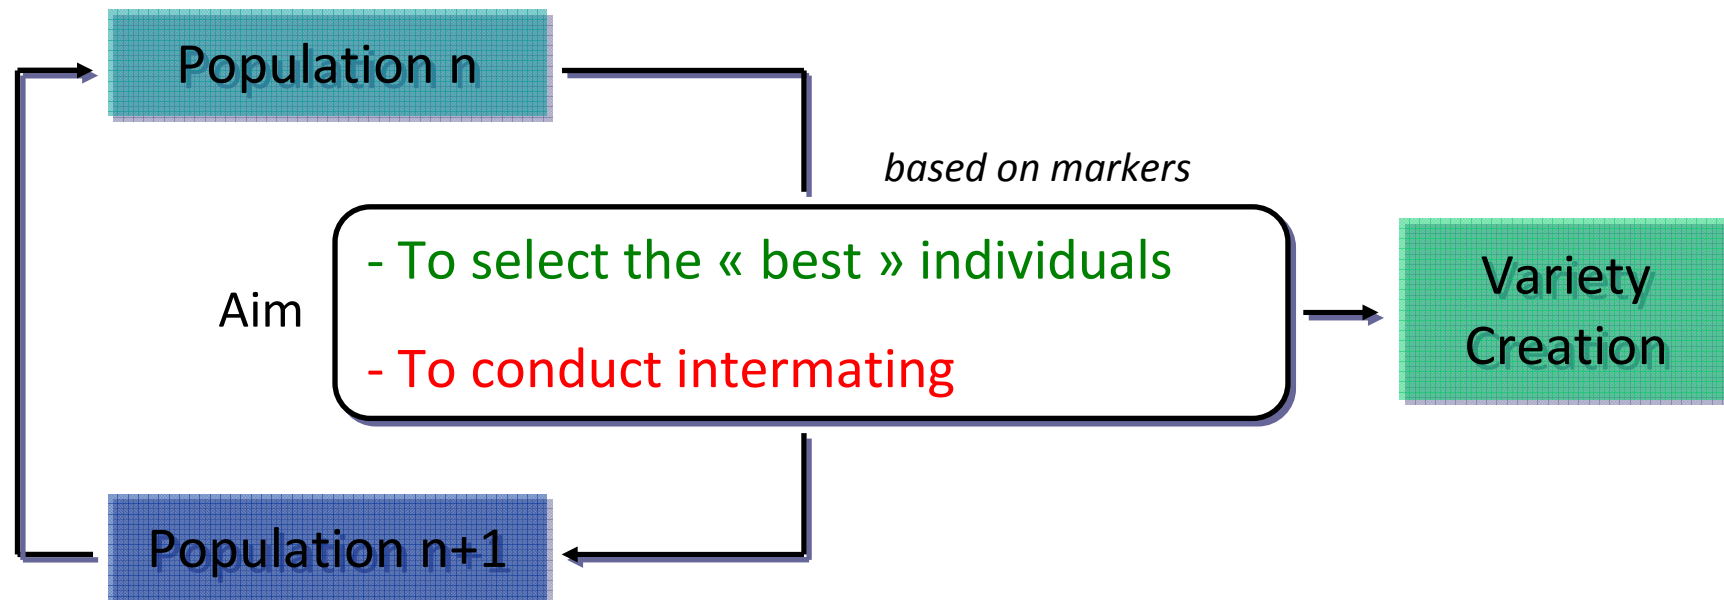 Population n
based on markers
Aim
- To select the « best » individuals
- To conduct intermating
Variety
Creation
Population n+1